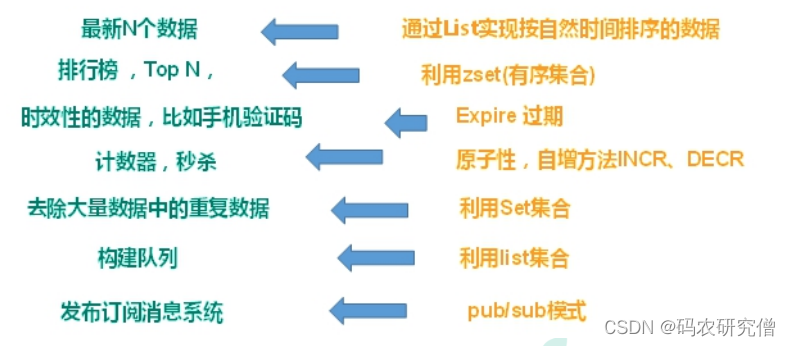 最新N个数据 通过List实现按自然时间排序的数据
排行榜，Top N， 利用zset(有序集合)
时效性的数据，比如手机验证码 Expire 过期
计数器，秒杀 原子性，自增方法INCR、DECR
去除大量数据中的重复数据 利用Set集合
构建队列 利用list集合
发布订阅消息系统 pub/sub模式
CSDN @码农研究僧